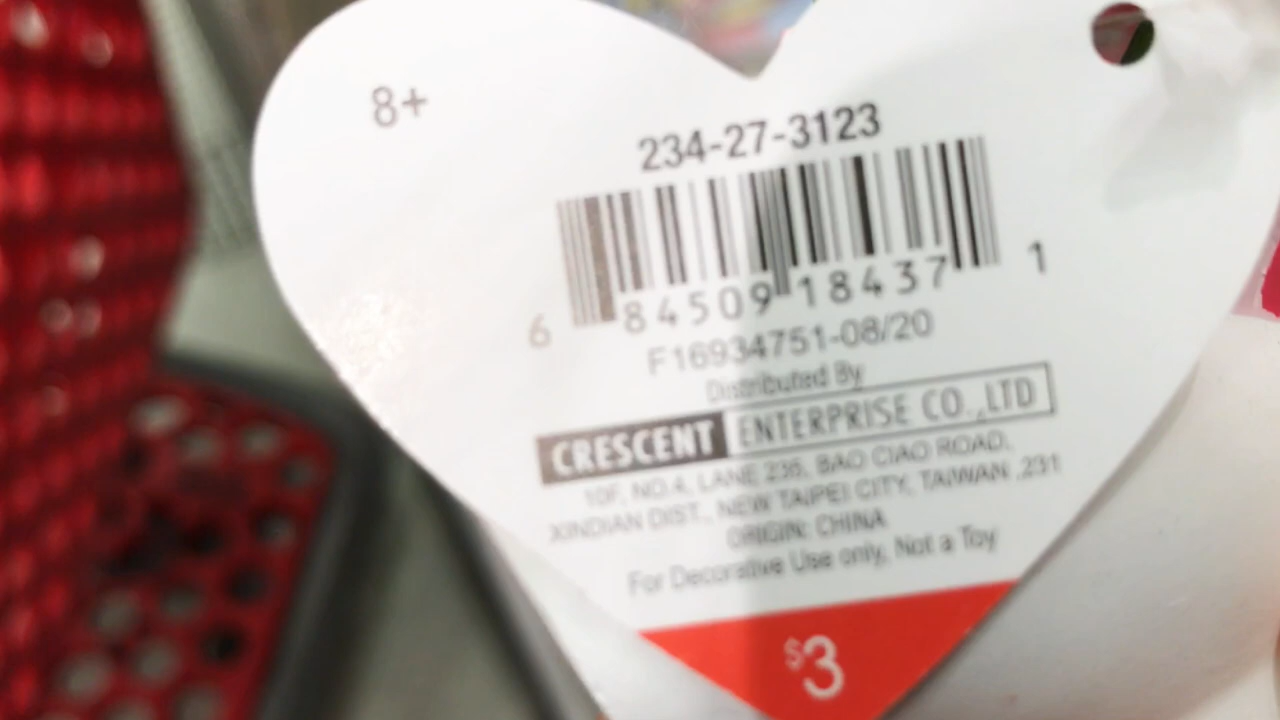 8+
234-27-3123
6 84509 18437 1
F16934751-08/20
Distributed By
CRESCENT ENTERPRISE CO.,LTD
10F, NO.4, LANE 235, BAO CIAO ROAD,
XINDIAN DIST., NEW TAIPEI CITY, TAIWAN .231
ORIGIN: CHINA
For Decorative Use only, Not a Toy
$3